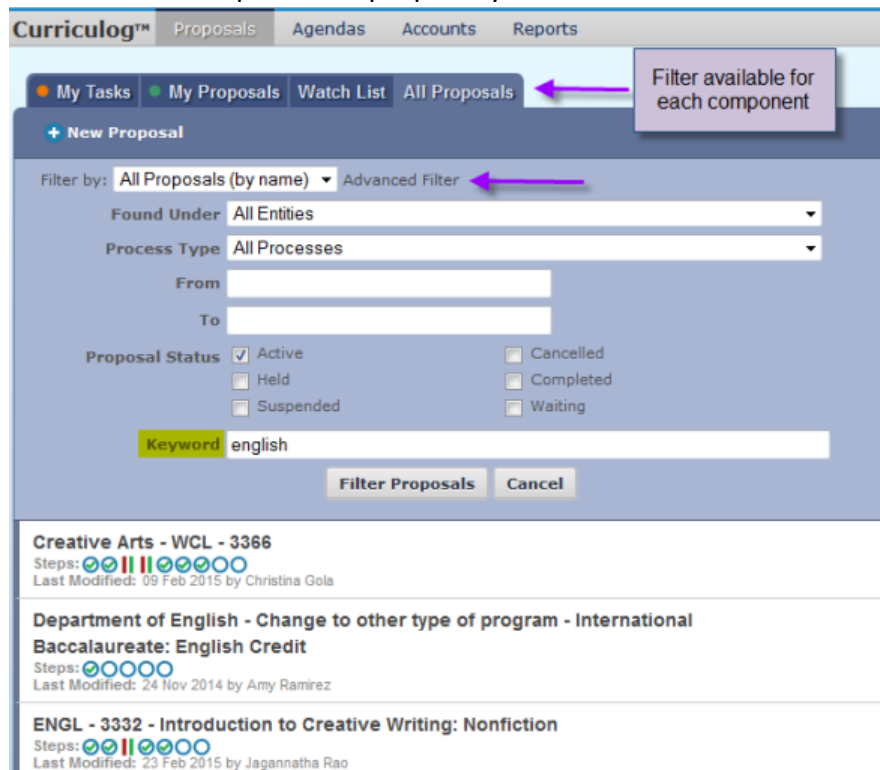 Curriculog™ Proposals Agendas Accounts Reports
Filter available for
each component
My Tasks My Proposals Watch List All Proposals
New Proposal
Filter by: All Proposals (by name) Advanced Filter
Found Under All Entities
Process Type All Processes
From
To
Proposal Status Active Cancelled
Held Completed
Suspended Waiting
Keyword english
Filter Proposals Cancel
Creative Arts - WCL - 3366
Steps:
Last Modified: 09 Feb 2015 by Christina Gola
Department of English - Change to other type of program - International
Baccalaureate: English Credit
Steps:
Last Modified: 24 Nov 2014 by Amy Ramirez
ENGL - 3332 - Introduction to Creative Writing: Nonfiction
Steps:
Last Modified: 23 Feb 2015 by Jagannatha Rao